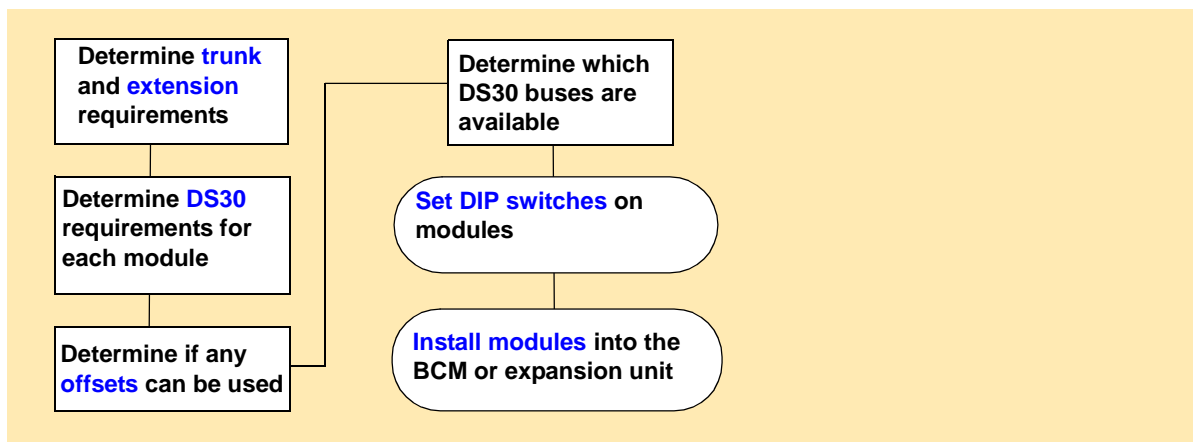 Determine trunk
and extension
requirements
Determine DS30
requirements for
each module
Determine if any
offsets can be used
Determine which
DS30 buses are
available
Set DIP switches on
modules
Install modules into the
BCM or expansion unit